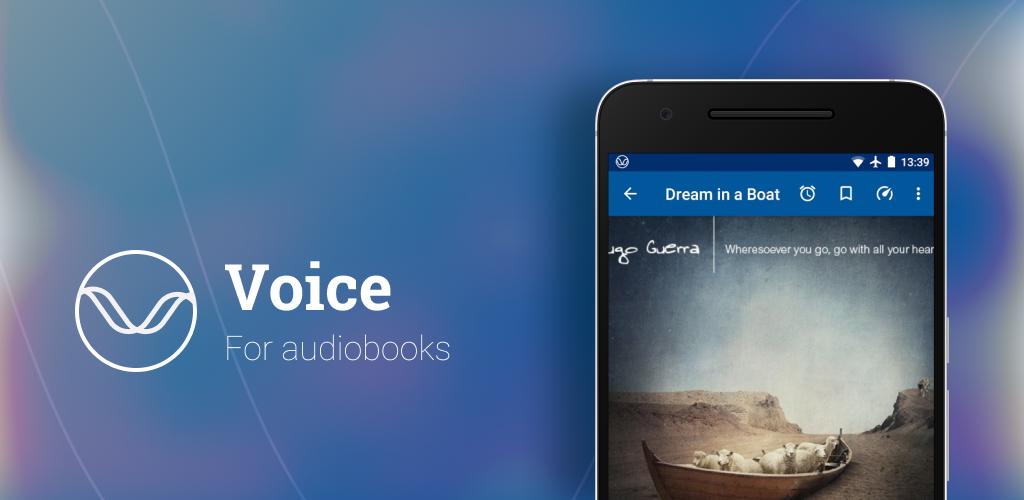 Voice
For audiobooks
13:39
Dream in a Boat
ugo Guerra
Wheresoever you go, go with all your hear